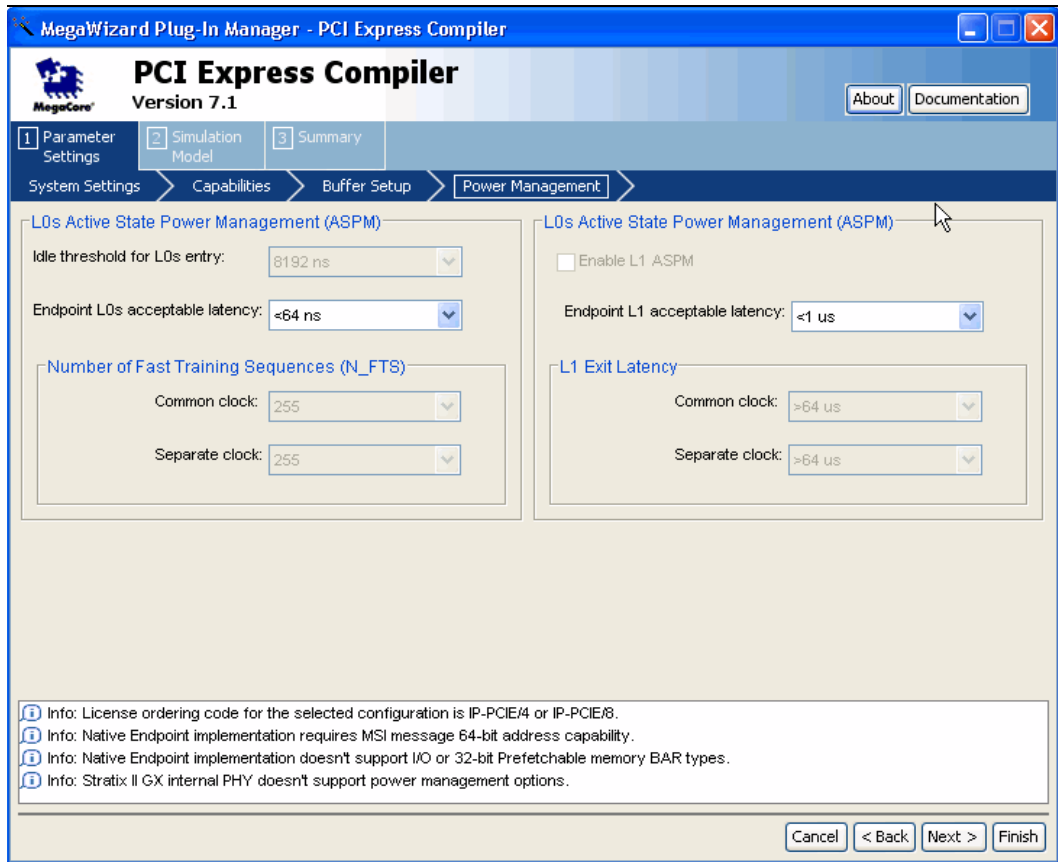 MegaWizard Plug-In Manager - PCI Express Compiler
PCI Express Compiler
Version 7.1
MegaCore®
About
Documentation
1 Parameter Settings
2 Simulation Model
3 Summary
System Settings
Capabilities
Buffer Setup
Power Management
L0s Active State Power Management (ASPM)
Idle threshold for L0s entry: 8192 ns
Endpoint L0s acceptable latency: <64 ns
Number of Fast Training Sequences (N_FTS)
Common clock: 255
Separate clock: 255
L0s Active State Power Management (ASPM)
Enable L1 ASPM
Endpoint L1 acceptable latency: <1 us
L1 Exit Latency
Common clock: >64 us
Separate clock: >64 us
Info: License ordering code for the selected configuration is IP-PCIE/4 or IP-PCIE/8.
Info: Native Endpoint implementation requires MSI message 64-bit address capability.
Info: Native Endpoint implementation doesn't support I/O or 32-bit Prefetchable memory BAR types.
Info: Stratix II GX internal PHY doesn't support power management options.
Cancel
< Back
Next >
Finish